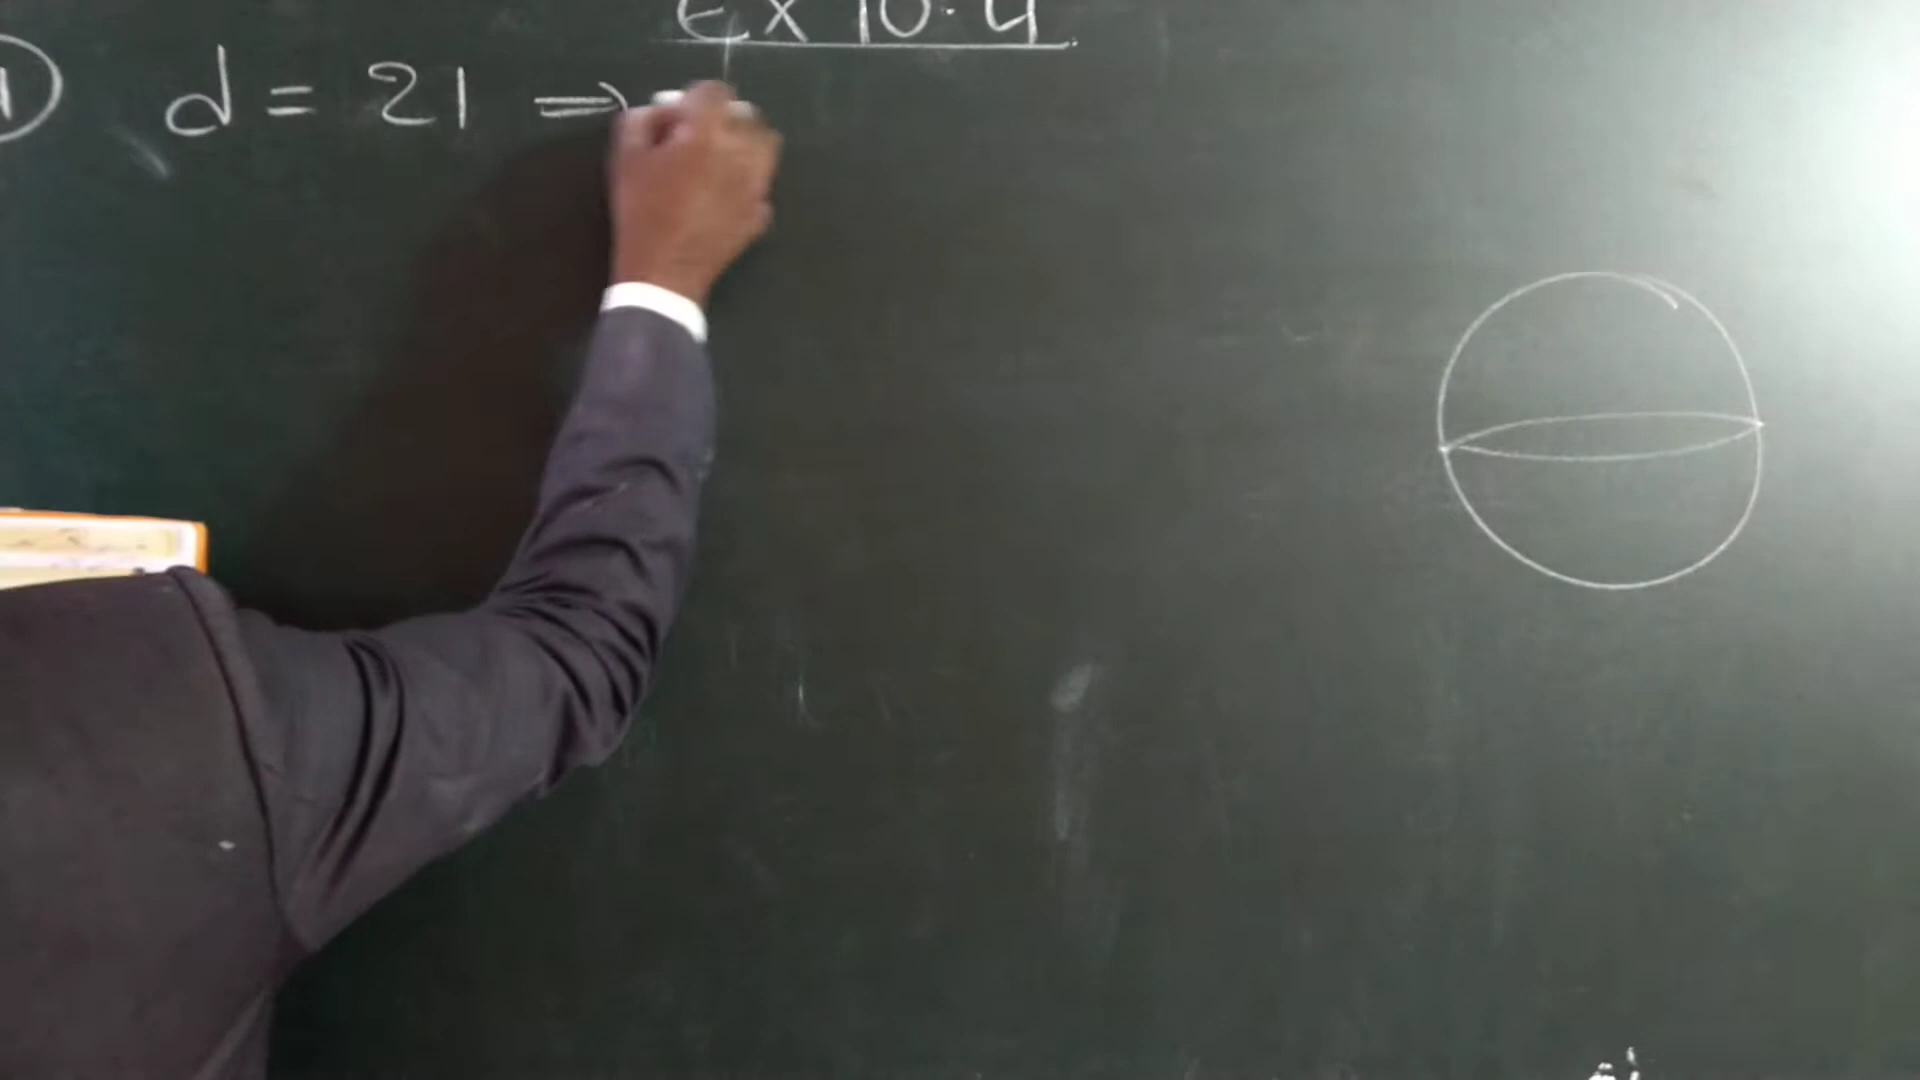 Ex 10.4
1 d = 21 ⇒